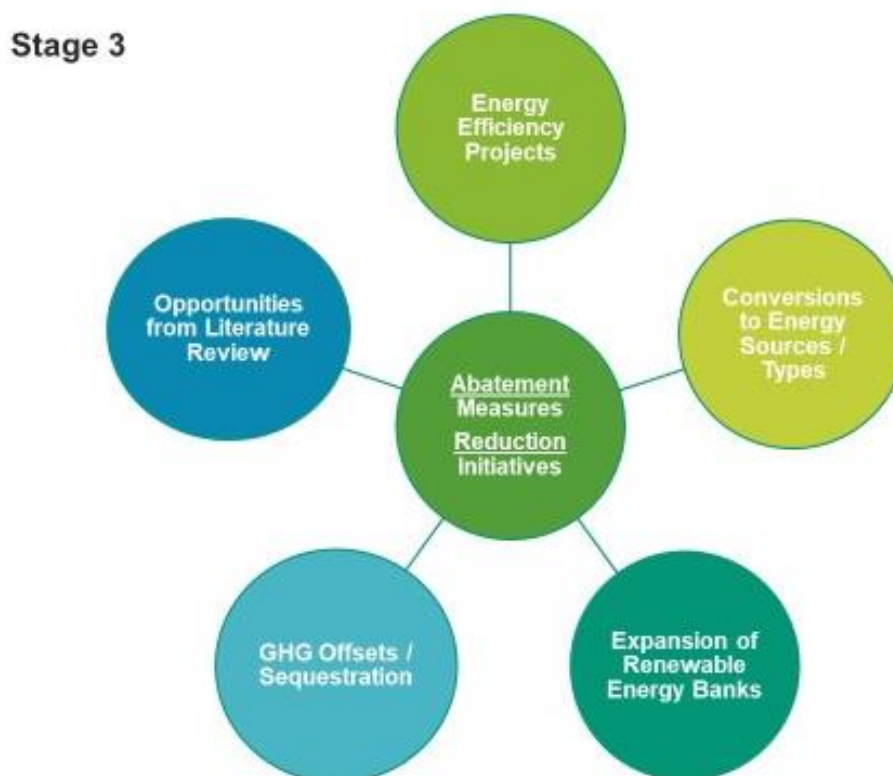 Stage 3
Energy
Efficiency
Projects
Opportunities
from Literature
Review
Conversions
to Energy
Sources /
Types
Abatement
Measures
Reduction
Initiatives
GHG Offsets /
Sequestration
Expansion of
Renewable
Energy Banks